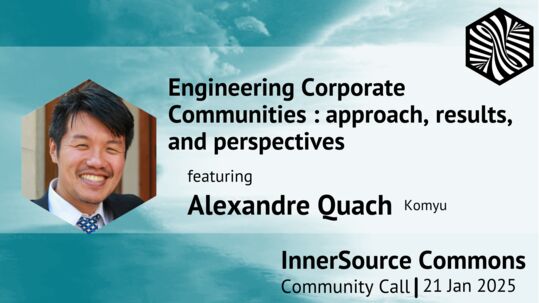 Engineering Corporate
Communities : approach, results,
and perspectives
featuring
Alexandre Quach Komyu
InnerSource Commons
Community Call | 21 Jan 2025